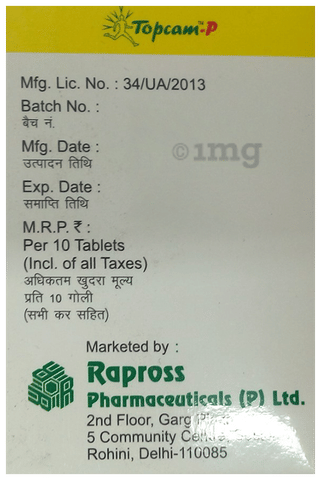 Topcam™-P
Mfg. Lic. No. : 34/UA/2013
Batch No. :
बैच नं.
Mfg. Date :
उत्पादन तिथि
©1mg
Exp. Date :
समाप्ति तिथि
M.R.P. ₹ :
Per 10 Tablets
(Incl. of all Taxes)
अधिकतम खुदरा मूल्य
प्रति 10 गोली
(सभी कर सहित)
Marketed by :
Rapross
Pharmaceuticals (P) Ltd.
2nd Floor, Garg
5 Community
Rohini, Delhi-110085